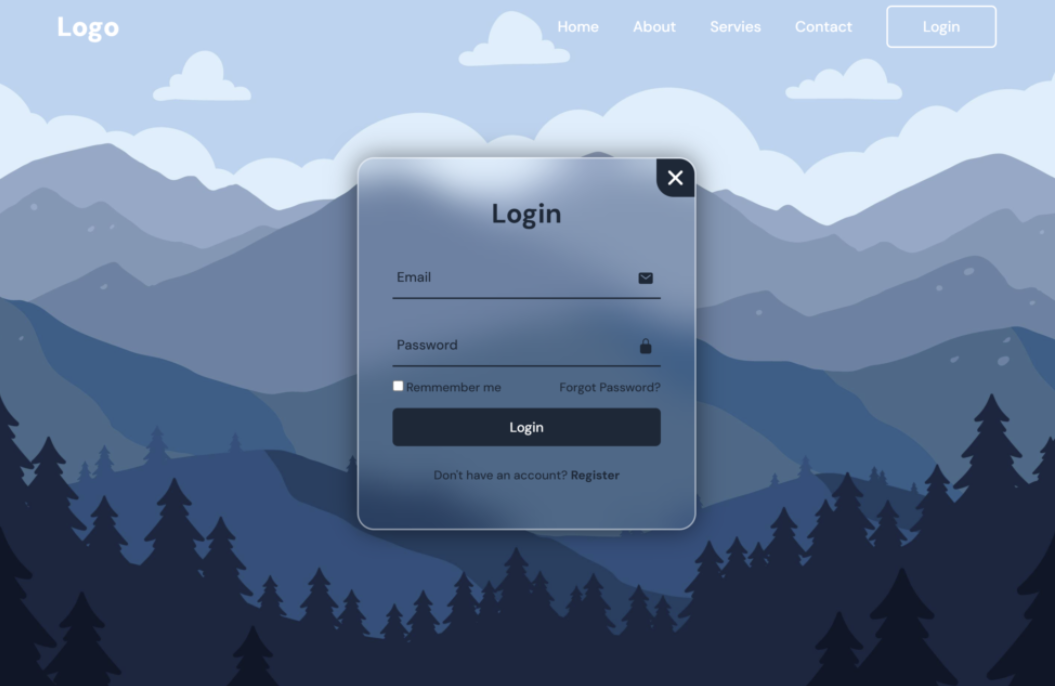 Logo
Home About Servies Contact Login
Login
Email
Password
Remmember me Forgot Password?
Login
Don't have an account? Register